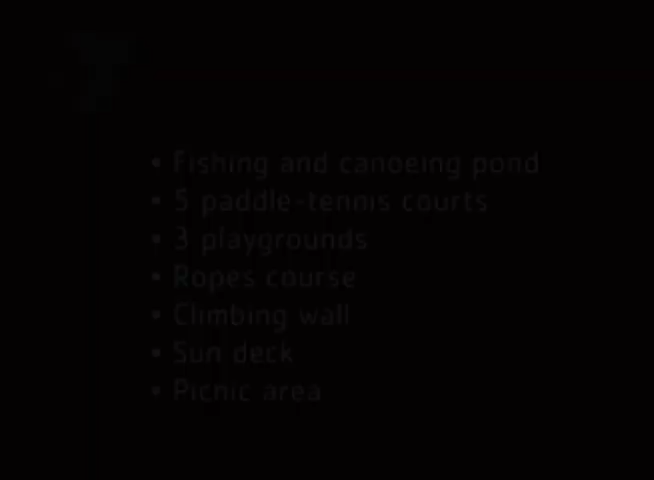 • Fishing and canoeing pond
• 5 paddle-tennis courts
• 3 playgrounds
• Ropes course
• Climbing wall
• Sun deck
• Picnic area